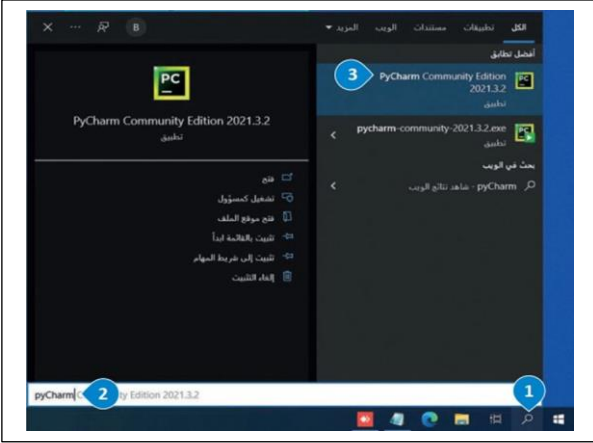 الكل
تطبيقات
مستندات
الويب
المزيد
B
أفضل تطابق
PyCharm Community Edition
2021.3.2
تطبيق
3
pycharm-community-2021.3.2.exe
تطبيق
بحث في الويب
pyCharm - شاهد نتائج الويب
PC
PyCharm Community Edition 2021.3.2
تطبيق
فتح
تشغيل كمسؤول
فتح موقع الملف
تثبيت بالقائمة ابدأ
تثبيت إلى شريط المهام
إلغاء التثبيت
pyCharm
2
ty Edition 2021.3.2
1